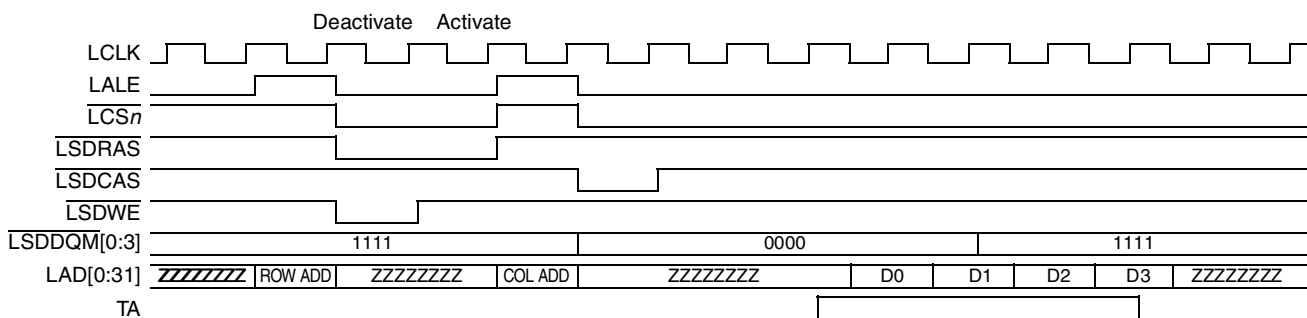 Deactivate Activate
LCLK
LALE
LCSn
LSDRAS
LSDCAS
LSDWE
LSDDQM[0:3] 1111 0000 1111
LAD[0:31] ZZZZZZZZ ROW ADD ZZZZZZZZ COL ADD ZZZZZZZZ D0 D1 D2 D3 ZZZZZZZZ
TA